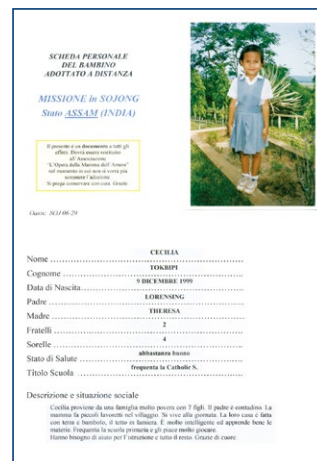 SCHEDA PERSONALE
DEL BAMBINO
ADOTTATO A DISTANZA
MISSIONE in SOJONG
Stato ASSAM (INDIA)
Il presente è un documento a tutti gli
effetti. Dovrà essere restituito
all'Associazione
"L'Opera della Mamma dell'Amore"
nel momento in cui non si vorrà più
sostenere l'adozione.
Si prega conservare con cura. Grazie
SOJ 06-29
CECILIA
Nome
TOKBIPI
Cognome
9 DICEMBRE 1999
Data di Nascita
LORENSING
Padre
THERESA
Madre
2
Fratelli
4
Sorelle
abbastanza buono
Stato di Salute
frequenta la Catholic S.
Titolo Scuola
Descrizione e situazione sociale
Cecilia proviene da una famiglia molto povera con 7 figli. Il padre è contadino. La
mamma fa piccoli lavoretti nel villaggio. Si vive alla giornata. La loro casa è fatta
con terra e bambolo, il tetto in lamiera. È molto intelligente ed apprende bene le
materie. Frequenta la scuola primaria e gli piace molto giocare.
Hanno bisogno di aiuto per l'istruzione e tutto il resto. Grazie di cuore